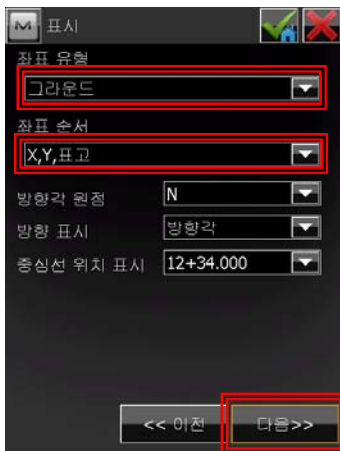 M 표시
좌표 유형
그라운드
좌표 순서
X,Y,표고
방향각 원점 N
방향 표시 방향각
중심선 위치 표시 12+34.000
<< 이전 다음>>